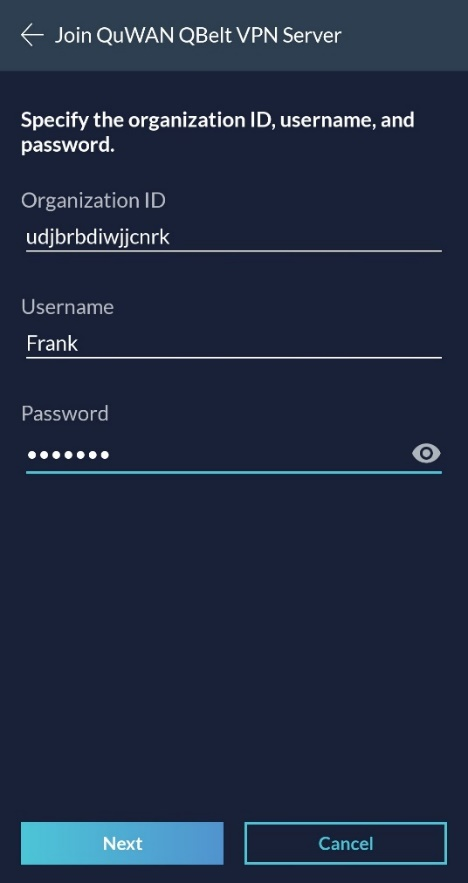 Join QuWAN QBelt VPN Server
Specify the organization ID, username, and
password.
Organization ID
udjbrbdiwjjcnrk
Username
Frank
Password
•••••••
Next
Cancel